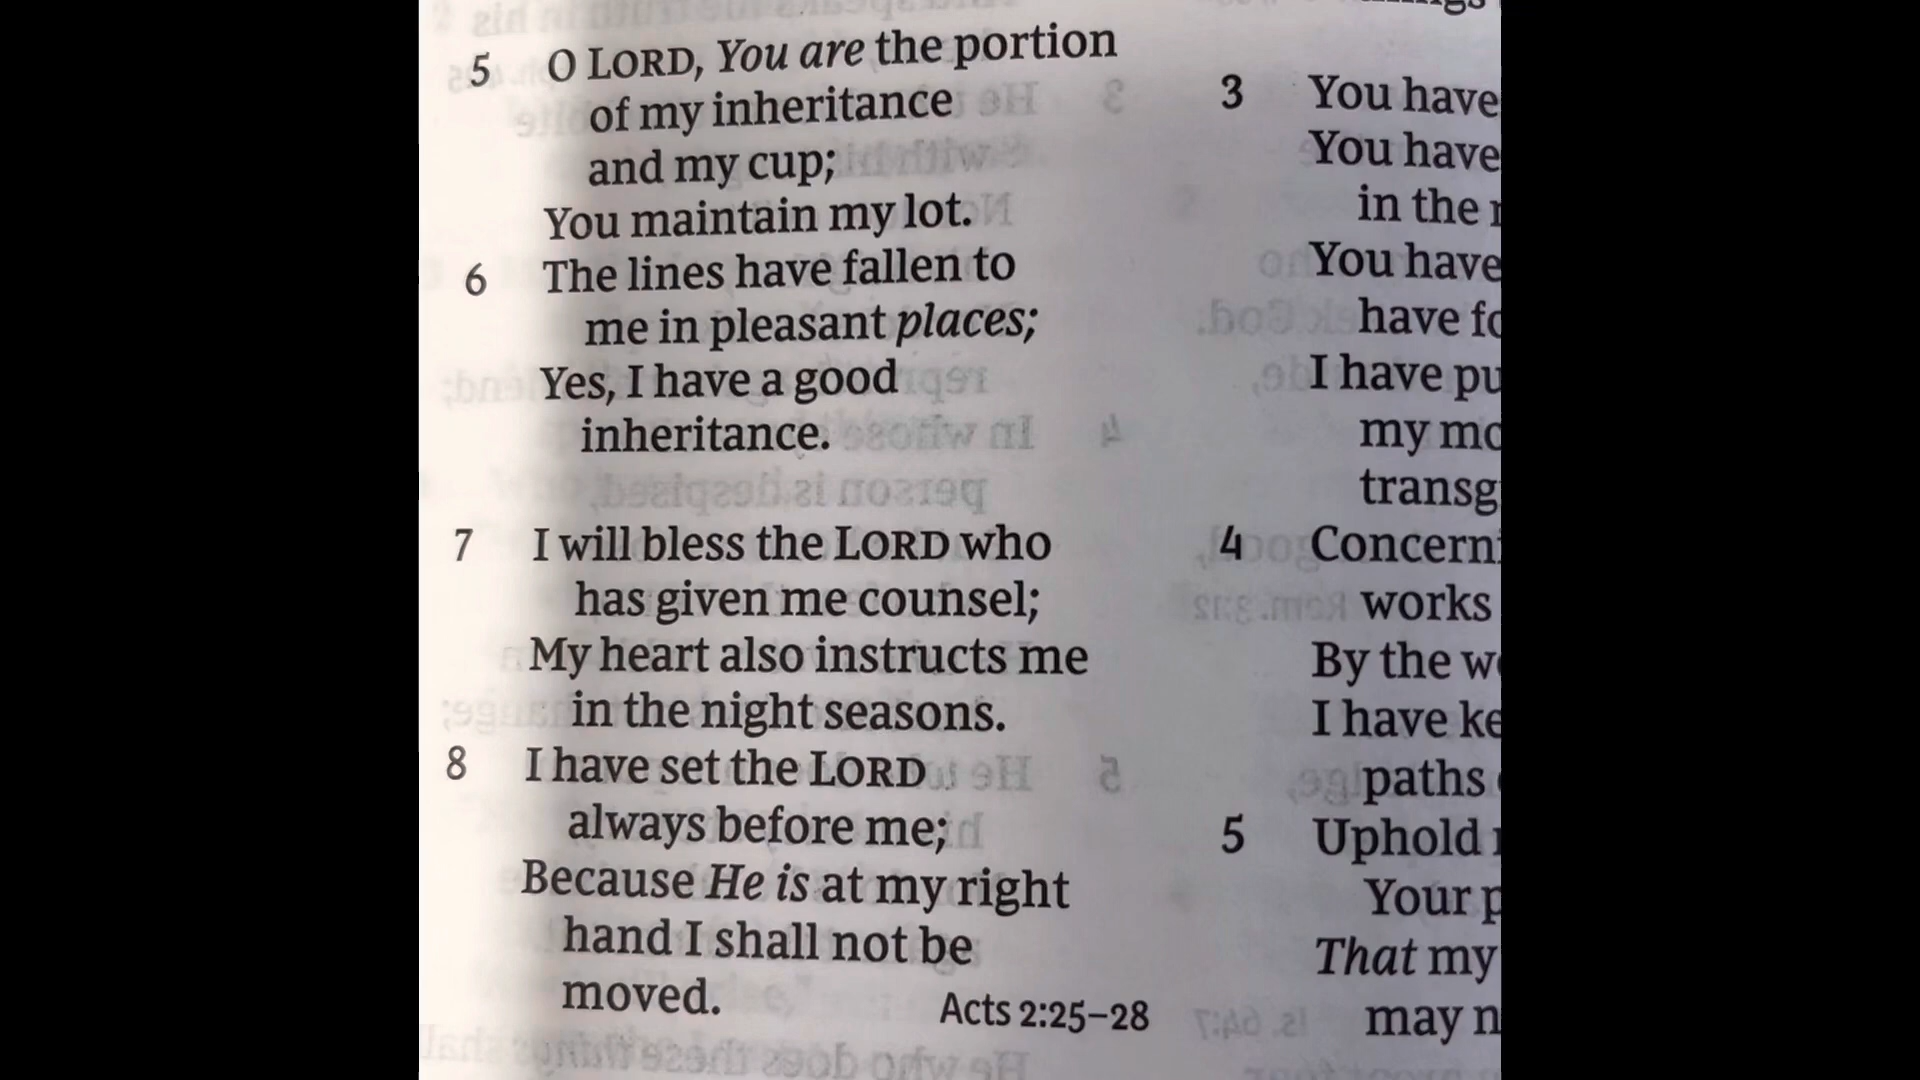 5 O LORD, You are the portion
of my inheritance
and my cup;
You maintain my lot.
6 The lines have fallen to
me in pleasant places;
Yes, I have a good
inheritance.
7 I will bless the LORD who
has given me counsel;
My heart also instructs me
in the night seasons.
8 I have set the LORD
always before me;
Because He is at my right
hand I shall not be
moved.
Acts 2:25–28
3 You have
You have
in the
You have
have
I have
my
4
works
By the
I have
paths
5 Uphold
Your
That my
may